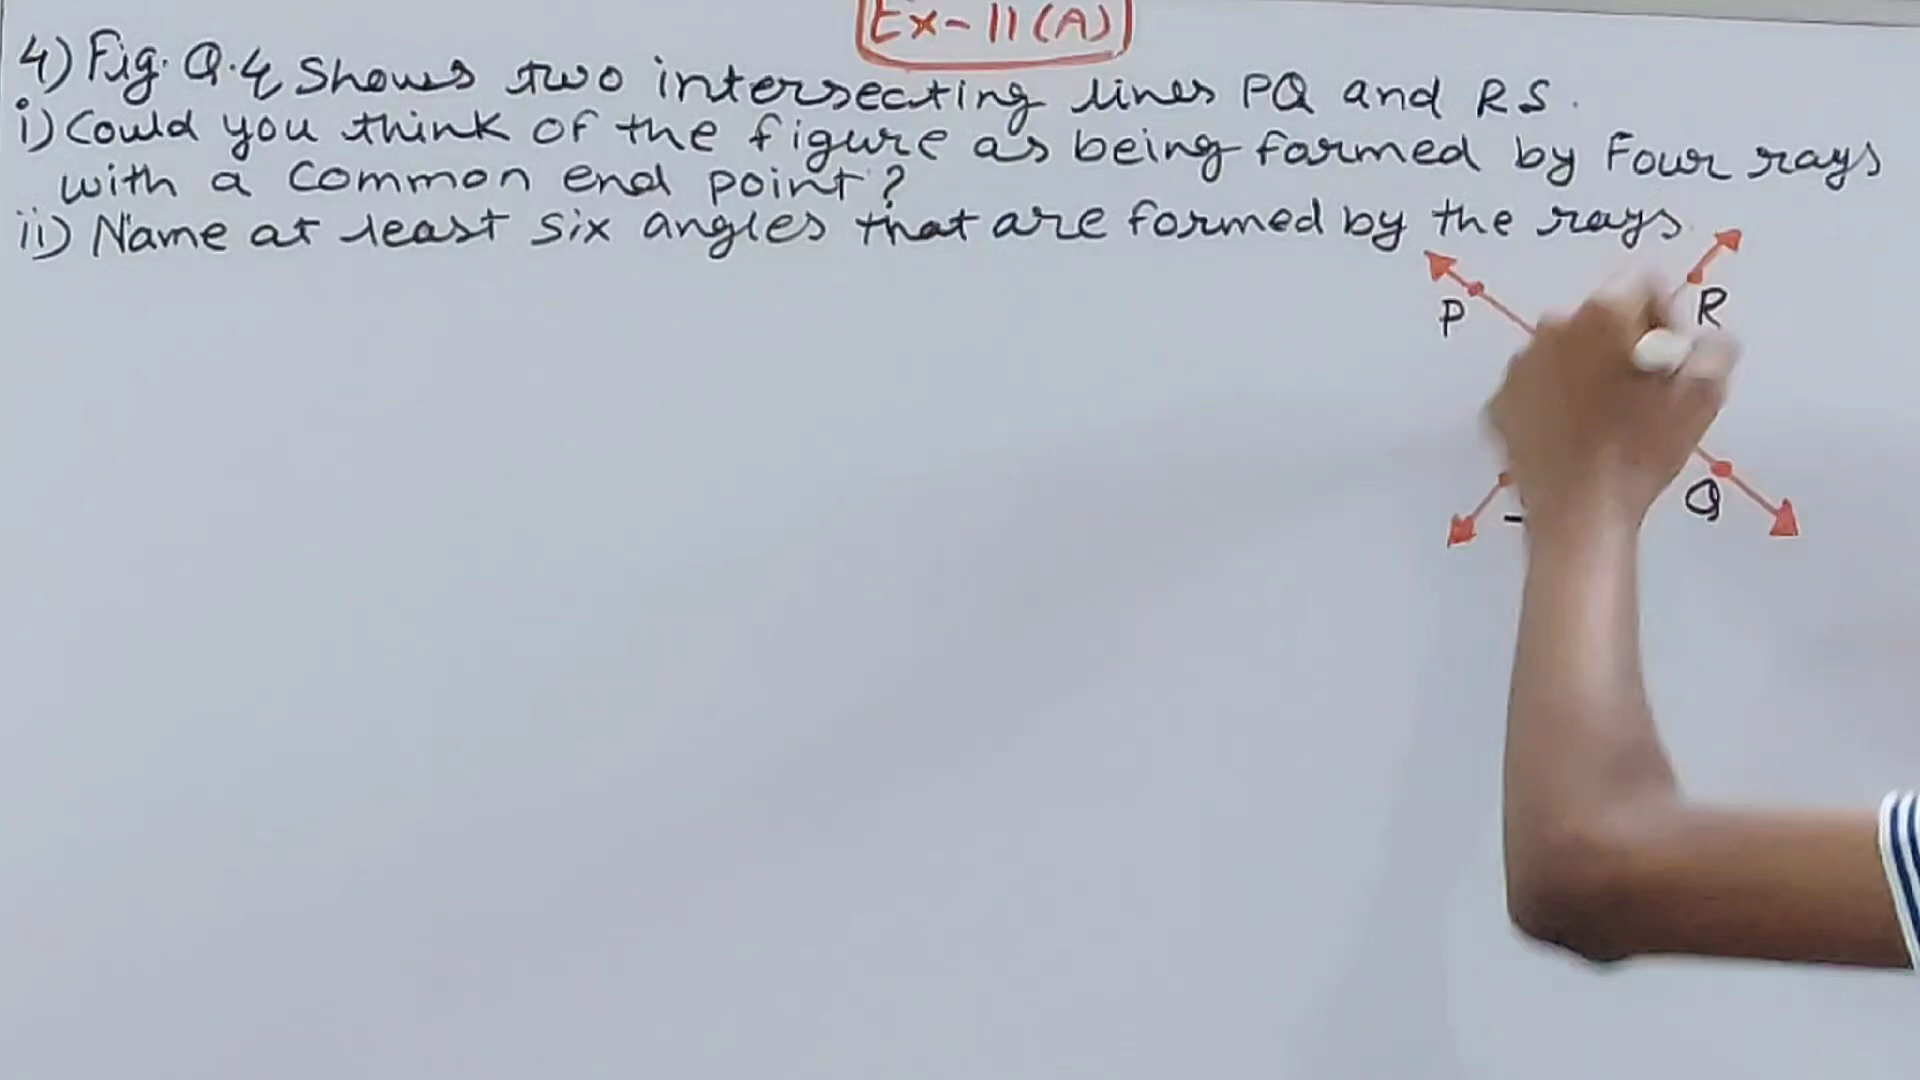 Ex-11(A)
4) Fig. Q.4 Shows two intersecting lines PQ and RS.
i) Could you think of the figure as being formed by Four rays
with a Common end point?
ii) Name at least six angles that are formed by the rays.
P
R
Q